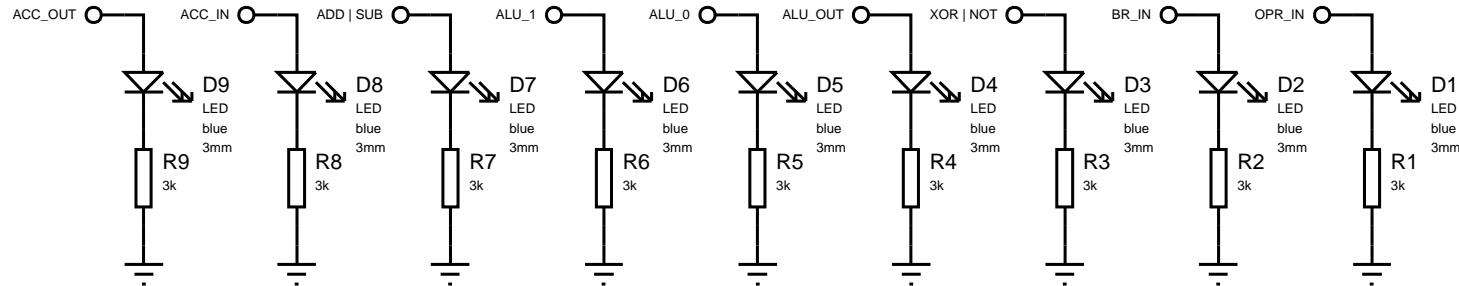 ACC_OUT ACC_IN ADD | SUB ALU_1 ALU_0 ALU_OUT XOR | NOT BR_IN OPR_IN
D9 D8 D7 D6 D5 D4 D3 D2 D1
LED LED LED LED LED LED LED LED LED
blue blue blue blue blue blue blue blue blue
3mm 3mm 3mm 3mm 3mm 3mm 3mm 3mm 3mm
R9 R8 R7 R6 R5 R4 R3 R2 R1
3k 3k 3k 3k 3k 3k 3k 3k 3k